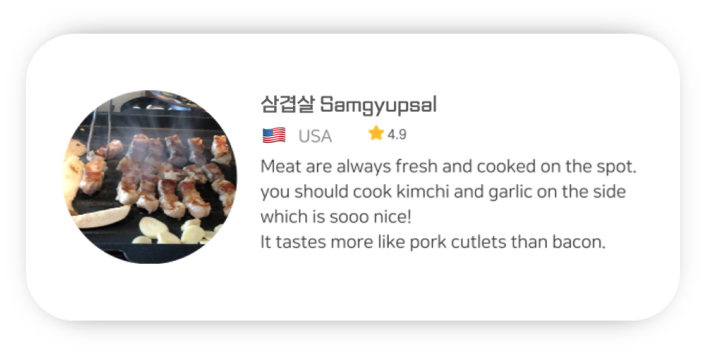 삼겹살 Samgyupsal
USA 4.9
Meat are always fresh and cooked on the spot.
you should cook kimchi and garlic on the side
which is sooo nice!
It tastes more like pork cutlets than bacon.